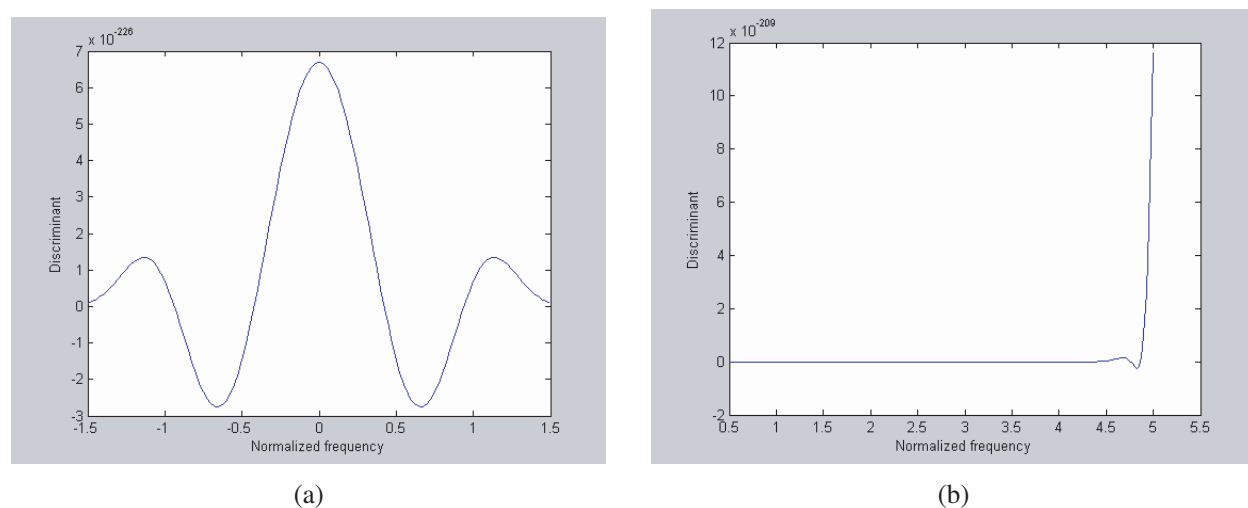 x 10^-226
7
6
5
4
3
2
1
0
-1
-2
-3
-1.5 -1 -0.5 0 0.5 1 1.5
Discriminant
Normalized frequency
(a)
x 10^-209
12
10
8
6
4
2
0
-2
0.5 1 1.5 2 2.5 3 3.5 4 4.5 5 5.5
Discriminant
Normalized frequency
(b)